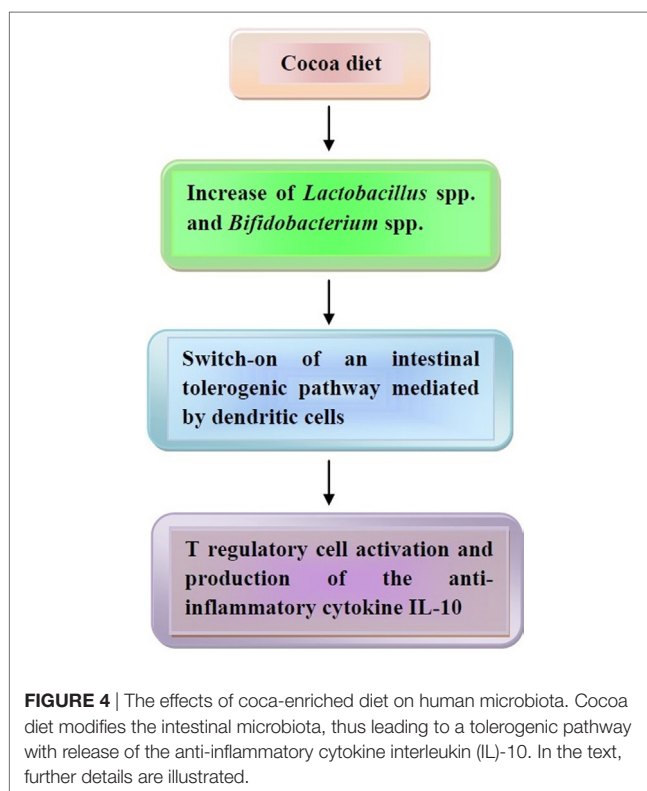 Cocoa diet
Increase of Lactobacillus spp.
and Bifidobacterium spp.
Switch-on of an intestinal
tolerogenic pathway mediated
by dendritic cells
T regulatory cell activation and
production of the anti-
inflammatory cytokine IL-10
FIGURE 4 | The effects of coca-enriched diet on human microbiota. Cocoa
diet modifies the intestinal microbiota, thus leading to a tolerogenic pathway
with release of the anti-inflammatory cytokine interleukin (IL)-10. In the text,
further details are illustrated.